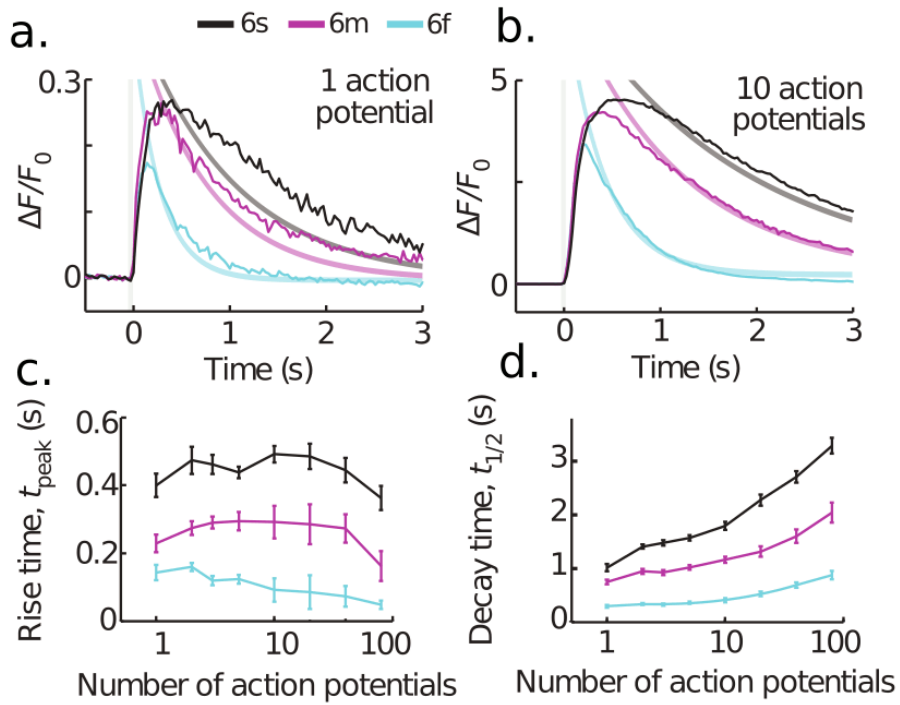 a.
6s 6m 6f
b.
0.3
0
ΔF/F0
1 action
potential
0 1 2 3
Time (s)
5
0
ΔF/F0
10 action
potentials
0 1 2 3
Time (s)
c.
0.6
0.4
0.2
0
Rise time, tpeak (s)
1 10 100
Number of action potentials
d.
3
2
1
0
Decay time, t1/2 (s)
1 10 100
Number of action potentials